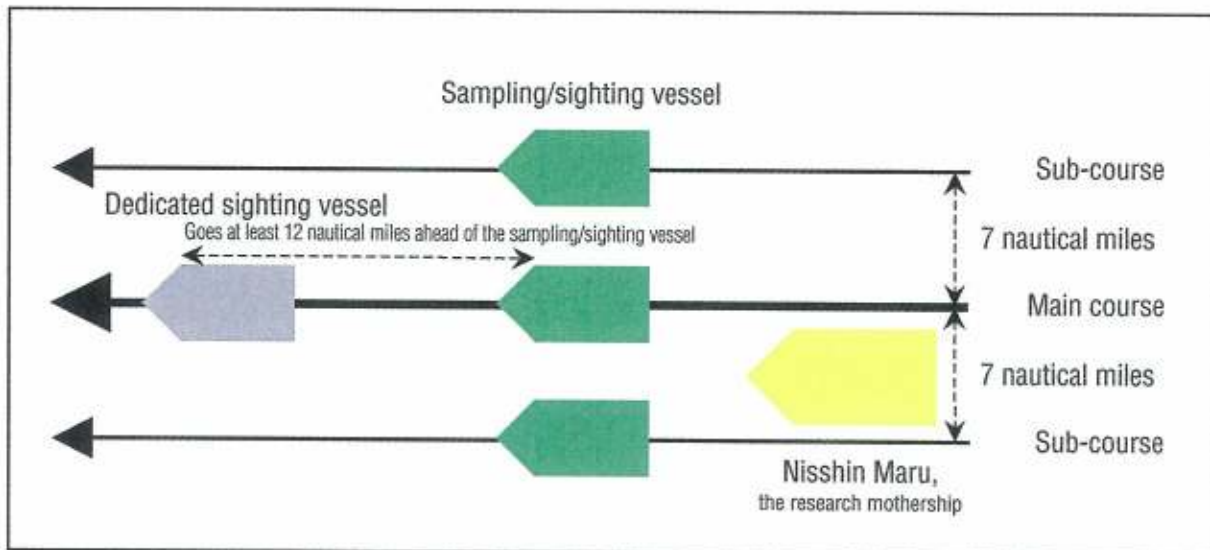 Sampling/sighting vessel
Sub-course
Dedicated sighting vessel
Goes at least 12 nautical miles ahead of the sampling/sighting vessel
7 nautical miles
Main course
7 nautical miles
Sub-course
Nisshin Maru,
the research mothership